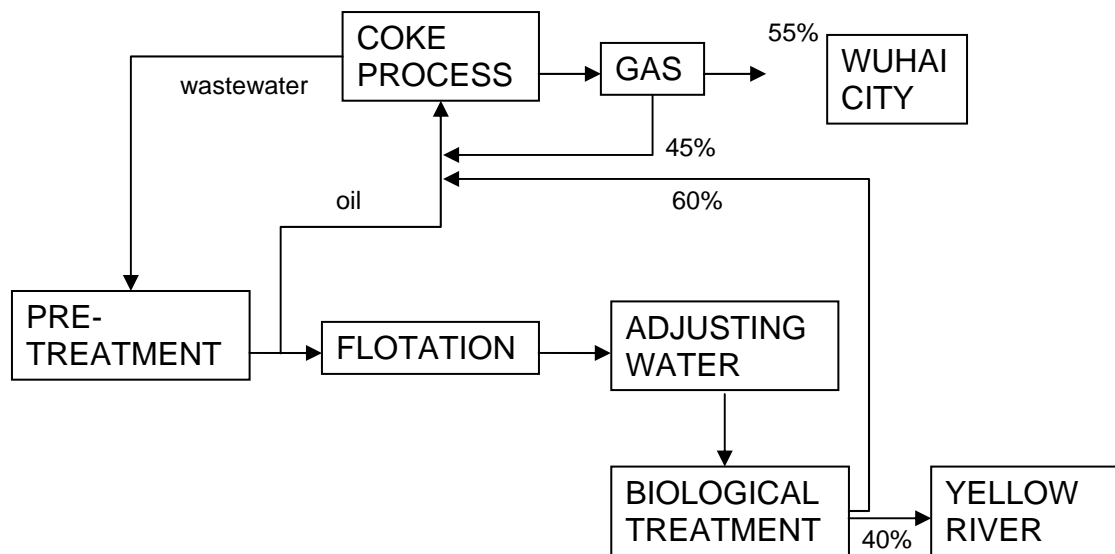 COKE
PROCESS
GAS
55%
WUHAI
CITY
wastewater
45%
oil
60%
PRE-
TREATMENT
FLOTATION
ADJUSTING
WATER
BIOLOGICAL
TREATMENT
40%
YELLOW
RIVER